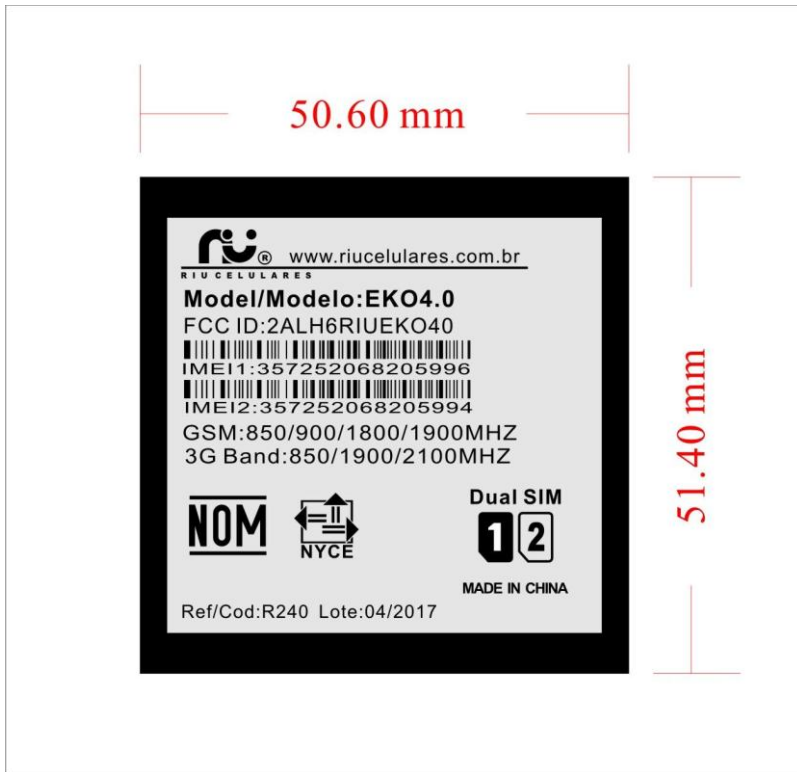 50.60 mm
riu® www.riucelulares.com.br
RIUCELULARES
Model/Modelo:EKO4.0
FCC ID:2ALH6RIUEKO40
IMEI1:357252068205996
IMEI2:357252068205994
GSM:850/900/1800/1900MHZ
3G Band:850/1900/2100MHZ
NOM
NYCE
Dual SIM
1 2
MADE IN CHINA
Ref/Cod:R240 Lote:04/2017
51.40 mm